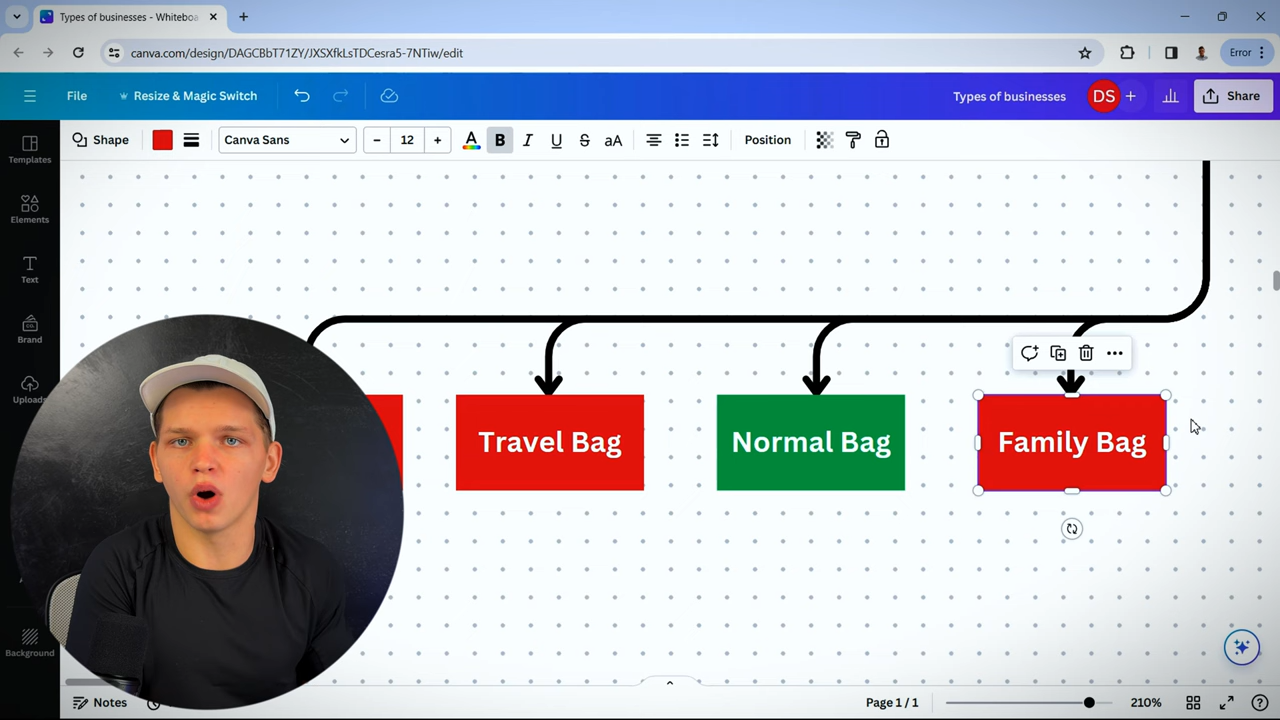 Types of businesses - Whiteboa
canva.com/design/DAGCBbT71ZY/JXSXfkLsTDCesra5-7NTiw/edit
Error
File
Resize & Magic Switch
Types of businesses
DS
Share
Templates
Shape
Canva Sans
12
B
I
U
S
aA
Position
Elements
Text
Brand
Uploads
Travel Bag
Normal Bag
Family Bag
Background
Notes
Page 1 / 1
210%